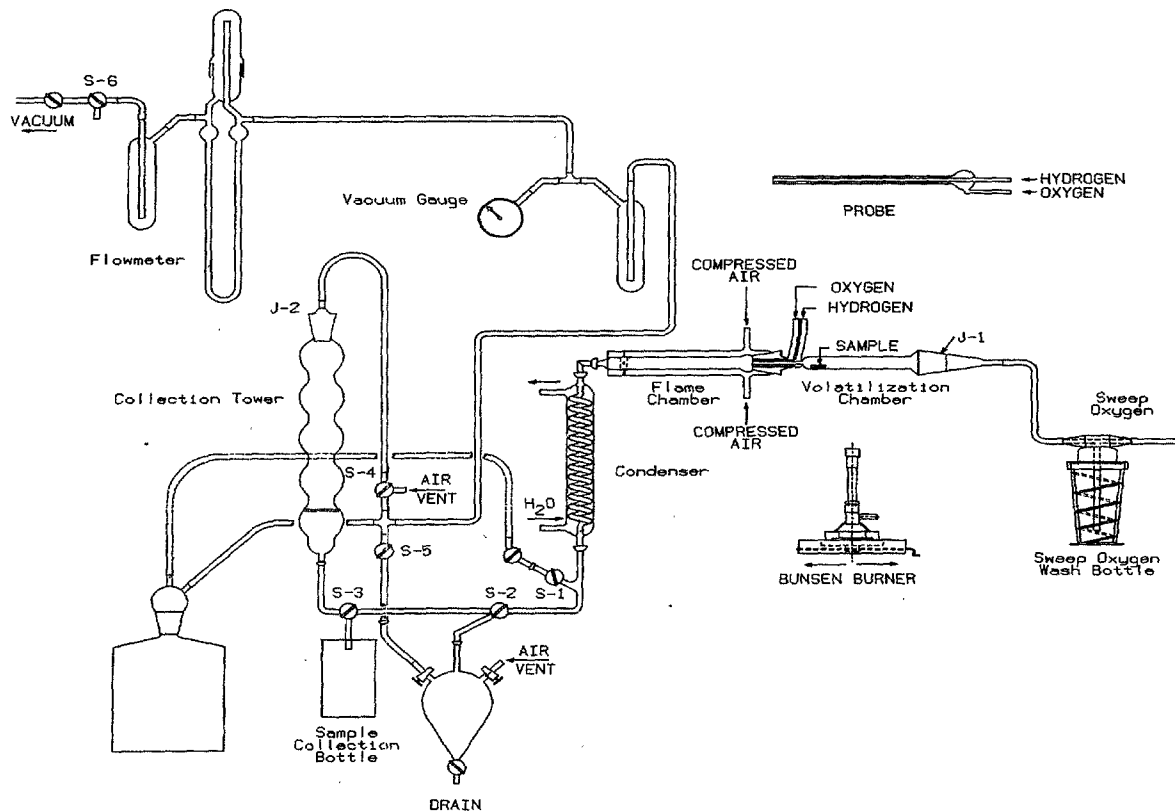 S-6
VACUUM
Flowmeter
Vacuum Gauge
HYDROGEN
OXYGEN
PROBE
COMPRESSED
AIR
OXYGEN
HYDROGEN
SAMPLE
J-1
J-2
Flame
Chamber
Volatilization
Chamber
COMPRESSED
AIR
Sweep
Oxygen
Collection Tower
Condenser
S-4
AIR
VENT
H2O
S-5
S-1
S-2
S-3
BUNSEN BURNER
Sweep Oxygen
Wash Bottle
AIR
VENT
Sample
Collection
Bottle
DRAIN